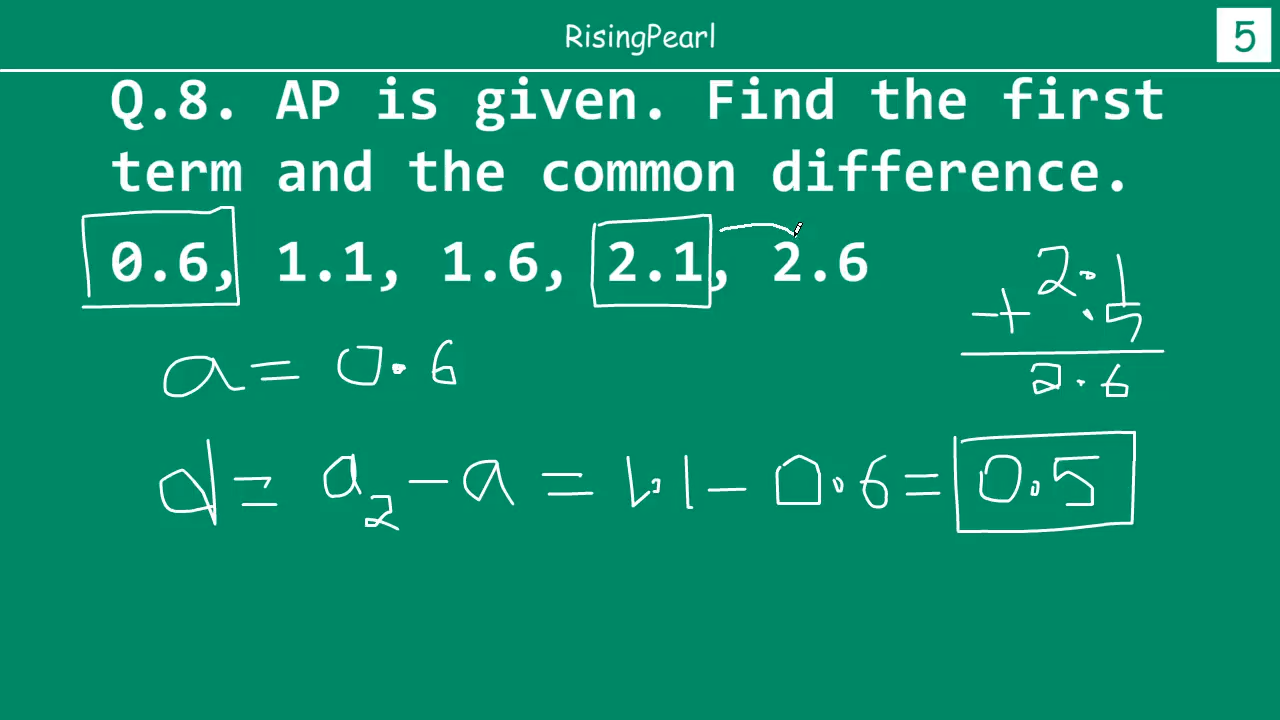 RisingPearl
5
Q.8. AP is given. Find the first
term and the common difference.
0.6, 1.1, 1.6, 2.1, 2.6
2.1
+ .5
2.6
a = 0.6
d = a₂ - a = 1.1 - 0.6 = 0.5